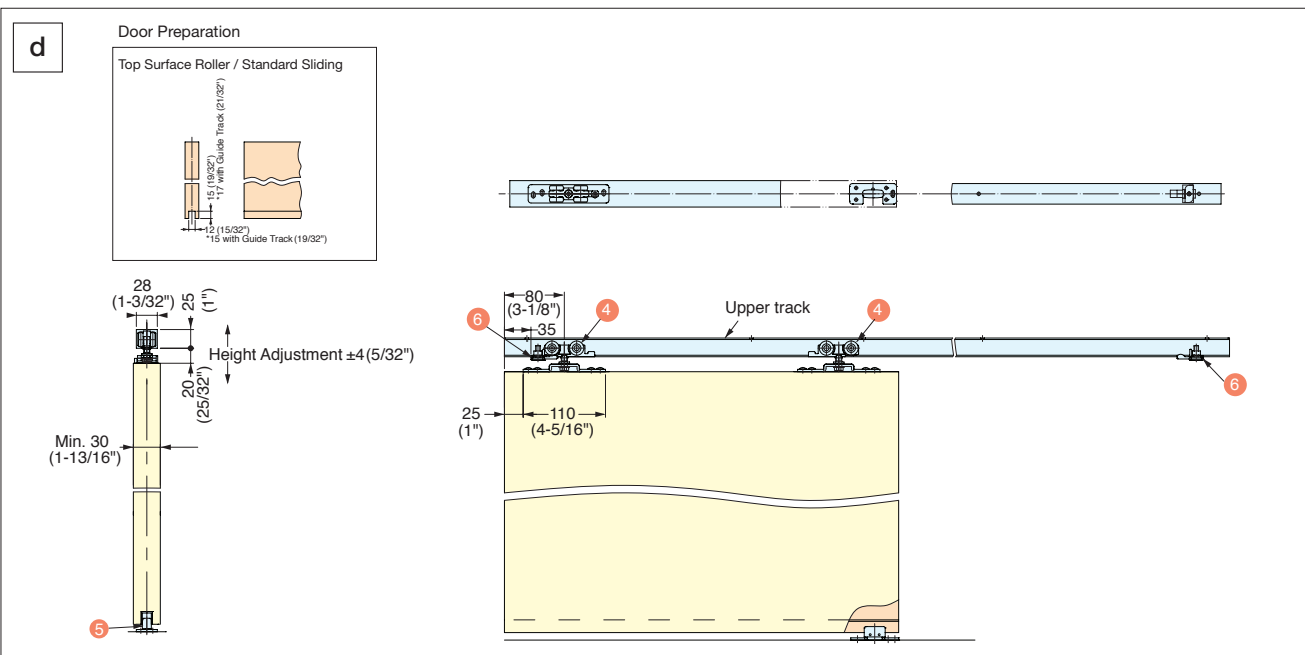 d
Door Preparation
Top Surface Roller / Standard Sliding
15 (19/32")
*17 with Guide Track (21/32")
12 (15/32")
*15 with Guide Track (19/32")
28
(1-3/32")
25
(1")
Height Adjustment ±4 (5/32")
20
(25/32")
Min. 30
(1-13/16")
5
80
(3-1/8")
35
6
4
Upper track
4
6
25
(1")
110
(4-5/16")